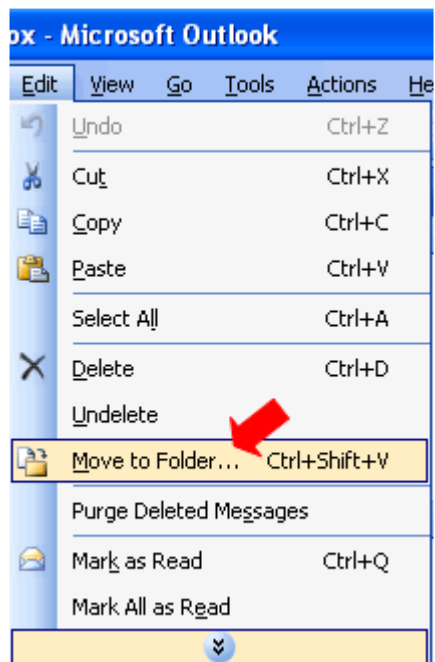 ox - Microsoft Outlook
Edit View Go Tools Actions He
Undo Ctrl+Z
Cut Ctrl+X
Copy Ctrl+C
Paste Ctrl+V
Select All Ctrl+A
Delete Ctrl+D
Undelete
Move to Folder... Ctrl+Shift+V
Purge Deleted Messages
Mark as Read Ctrl+Q
Mark All as Read